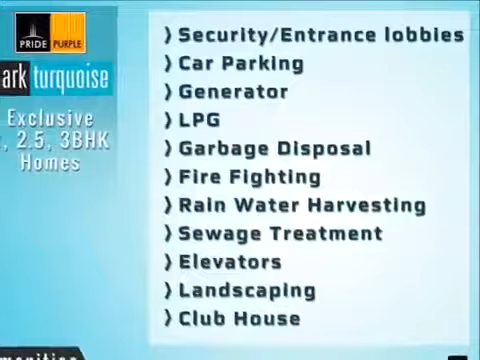 PRIDE PURPLE
ark turquoise
Exclusive
, 2.5, 3BHK
Homes
⟩ Security/Entrance lobbies
⟩ Car Parking
⟩ Generator
⟩ LPG
⟩ Garbage Disposal
⟩ Fire Fighting
⟩ Rain Water Harvesting
⟩ Sewage Treatment
⟩ Elevators
⟩ Landscaping
⟩ Club House